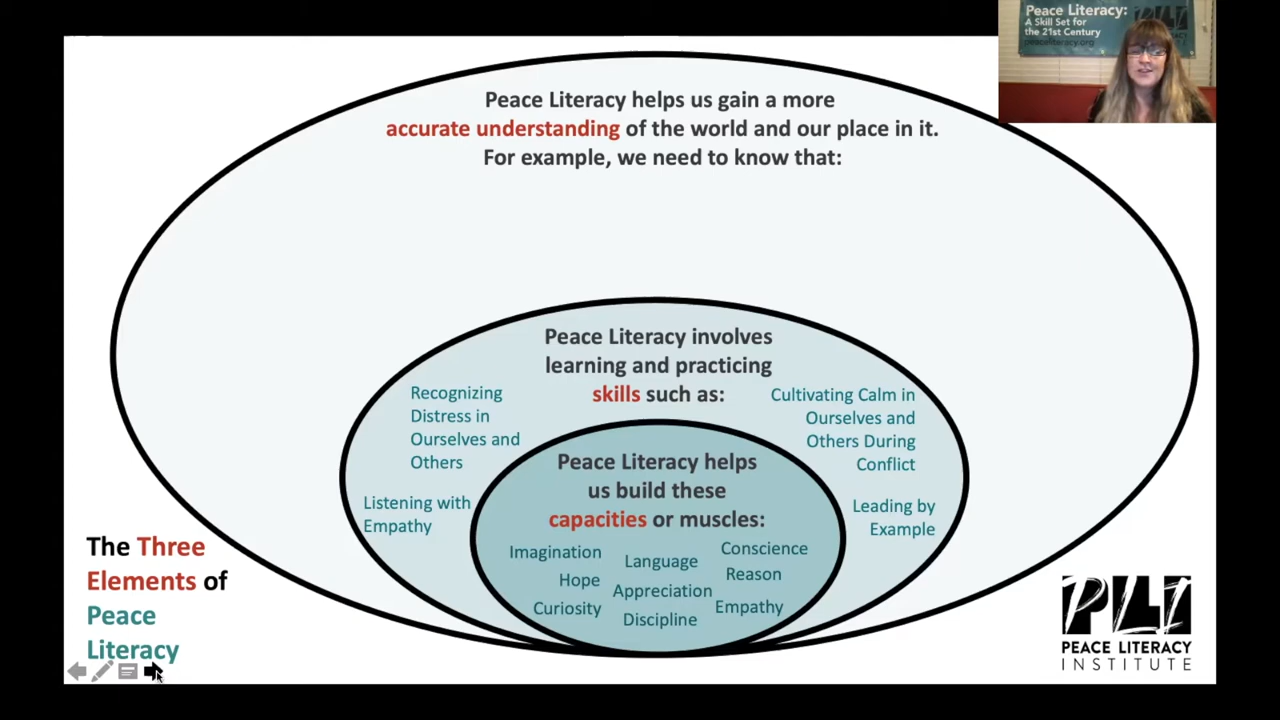 Peace Literacy:
A Skill Set for
the 21st Century
peaceliteracy.org
PLI
LITERACY
Peace Literacy helps us gain a more
accurate understanding of the world and our place in it.
For example, we need to know that:
Peace Literacy involves
learning and practicing
skills such as:
Recognizing
Distress in
Ourselves and
Others
Listening with
Empathy
Cultivating Calm in
Ourselves and
Others During
Conflict
Leading by
Example
Peace Literacy helps
us build these
capacities or muscles:
Imagination
Hope
Curiosity
Language
Appreciation
Discipline
Conscience
Reason
Empathy
The Three
Elements of
Peace
Literacy
PLI
PEACE LITERACY
INSTITUTE